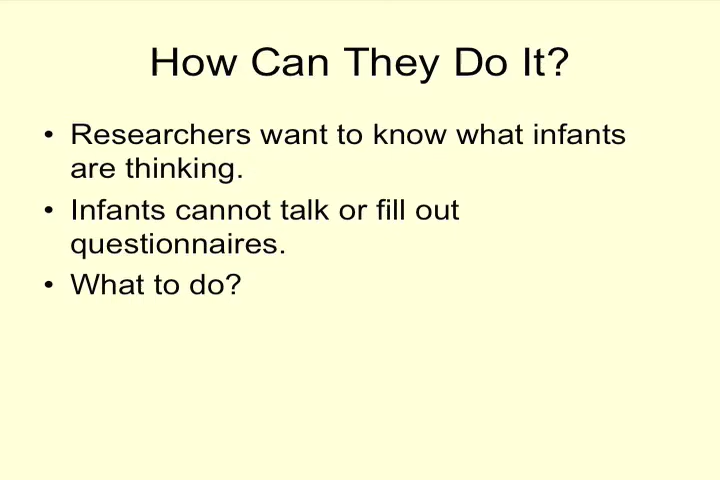 How Can They Do It?
• Researchers want to know what infants
are thinking.
• Infants cannot talk or fill out
questionnaires.
• What to do?